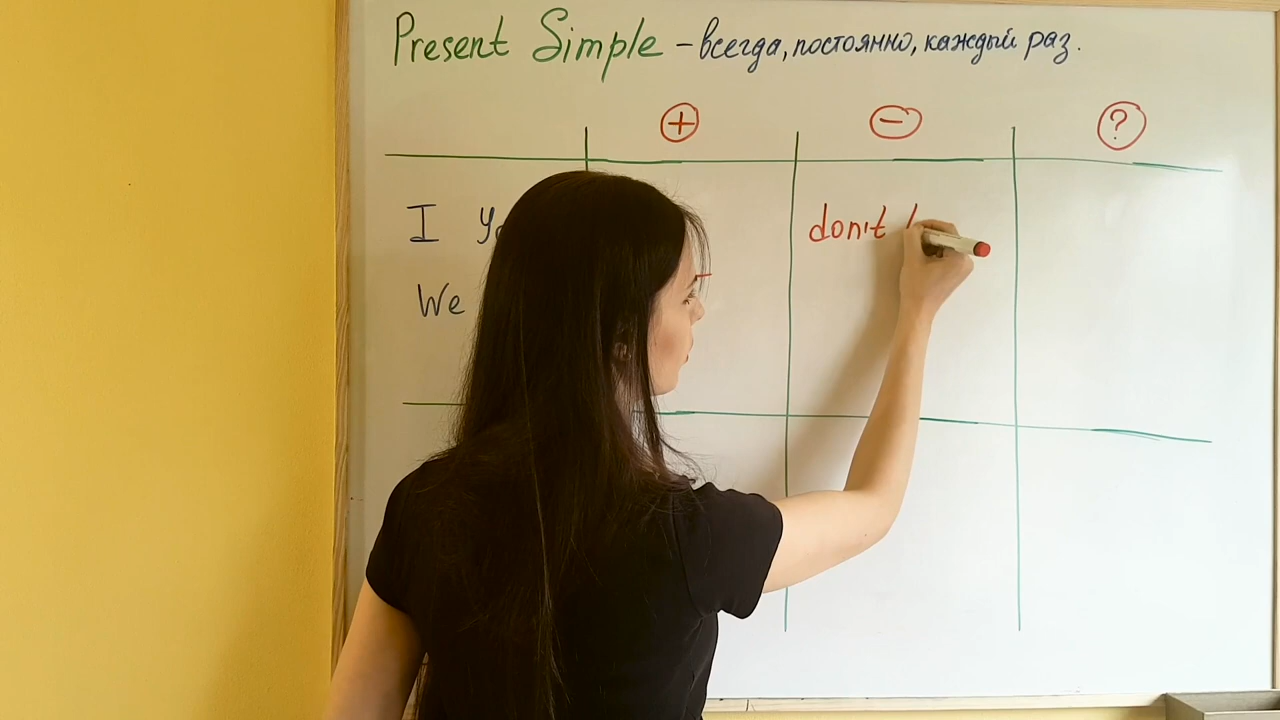 Present Simple – всегда, постоянно, каждый раз.
+ - ?
I don't
We